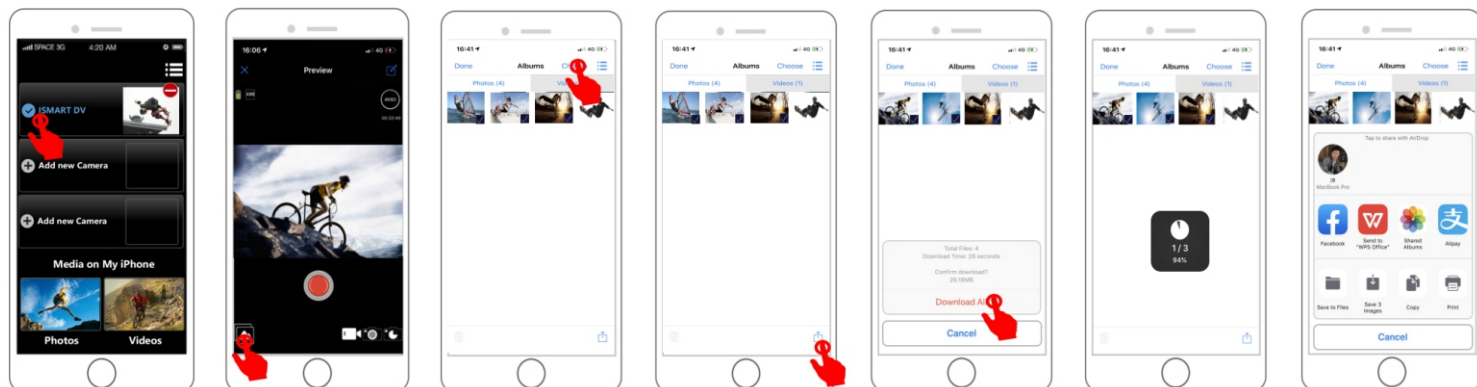 SPACE 3G 4:20 AM
ISMART DV
Add new Camera
Add new Camera
Media on My iPhone
Photos Videos
16:06 4G
Preview
16:41 4G
Done Albums
Photos (4)
16:41 4G
Done Albums Choose
Photos (4) Videos (1)
16:41 4G
Done Albums Choose
Photos (4) Videos (1)
Total Files: 4
Download Time: 28 seconds
Confirm download?
28.18MB
Download All
Cancel
16:41 4G
Done Albums Choose
Photos (4) Videos (1)
1 / 3
94%
16:41 4G
Done Albums Choose
Photos (4) Videos (1)
Tap to share with AirDrop
MacBook Pro
Facebook
Send to
"WPS Office"
Shared
Albums
支
Alipay
Save to Files
Save 3
Images
Copy
Print
Cancel